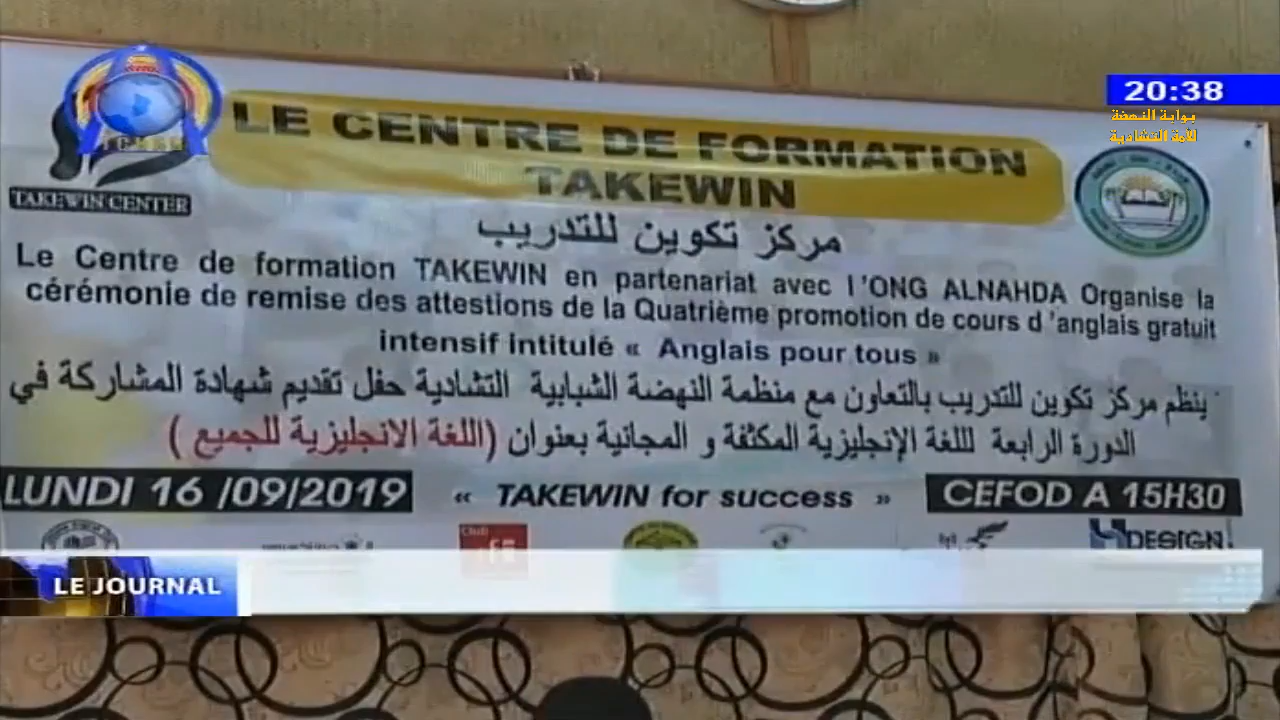 20:38
بوابة النهضة
للأمة التشادية
TAKEWIN CENTER
LE CENTRE DE FORMATION
TAKEWIN
مركز تكوين للتدريب
Le Centre de formation TAKEWIN en partenariat avec l'ONG ALNAHDA Organise la
cérémonie de remise des attestions de la Quatrième promotion de cours d'anglais gratuit
intensif intitulé « Anglais pour tous »
ينظم مركز تكوين للتدريب بالتعاون مع منظمة النهضة الشبابية التشادية حفل تقديم شهادة المشاركة في
الدورة الرابعة لللغة الإنجليزية المكثفة و المجانية بعنوان (اللغة الانجليزية للجميع )
LUNDI 16 /09/2019 « TAKEWIN for success » CEFOD A 15H30
Club
DESIGN
LE JOURNAL